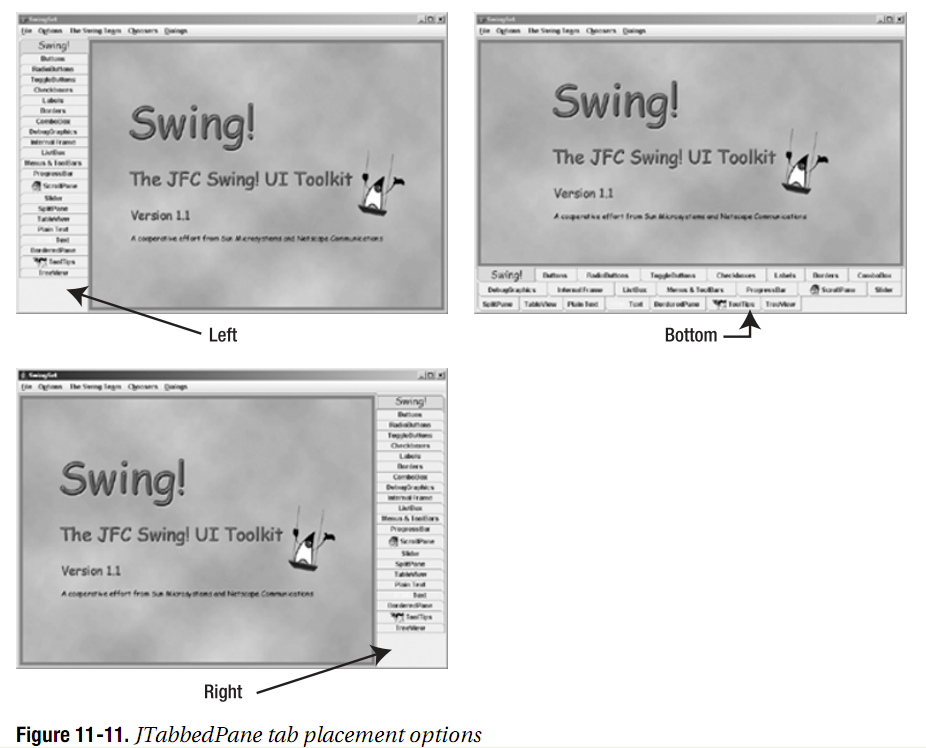 SwingSet
File Options The Swing Team Choosers Dialogs
Swing!
Buttons
RadioButtons
ToggleButtons
Checkboxes
Labels
Borders
ComboBox
DebugGraphics
Internal Frame
ListBox
Menus & ToolBars
ProgressBar
ScrollPane
Slider
SplitPane
TableView
Plain Text
Text
BorderedPane
ToolTips
TreeView
Swing!
The JFC Swing! UI Toolkit
Version 1.1
A cooperative effort from Sun Microsystems and Netscape Communications
Left
SwingSet
File Options The Swing Team Choosers Dialogs
Swing!
The JFC Swing! UI Toolkit
Version 1.1
A cooperative effort from Sun Microsystems and Netscape Communications
Swing! Buttons RadioButtons ToggleButtons Checkboxes Labels Borders ComboBox
DebugGraphics Internal Frame ListBox Menus & ToolBars ProgressBar ScrollPane Slider
SplitPane TableView Plain Text Text BorderedPane ToolTips TreeView
Bottom
SwingSet
File Options The Swing Team Choosers Dialogs
Swing!
The JFC Swing! UI Toolkit
Version 1.1
A cooperative effort from Sun Microsystems and Netscape Communications
Swing!
Buttons
RadioButtons
ToggleButtons
Checkboxes
Labels
Borders
ComboBox
DebugGraphics
Internal Frame
ListBox
Menus & ToolBars
ProgressBar
ScrollPane
Slider
SplitPane
TableView
Plain Text
Text
BorderedPane
ToolTips
TreeView
Right
Figure 11-11. JTabbedPane tab placement options